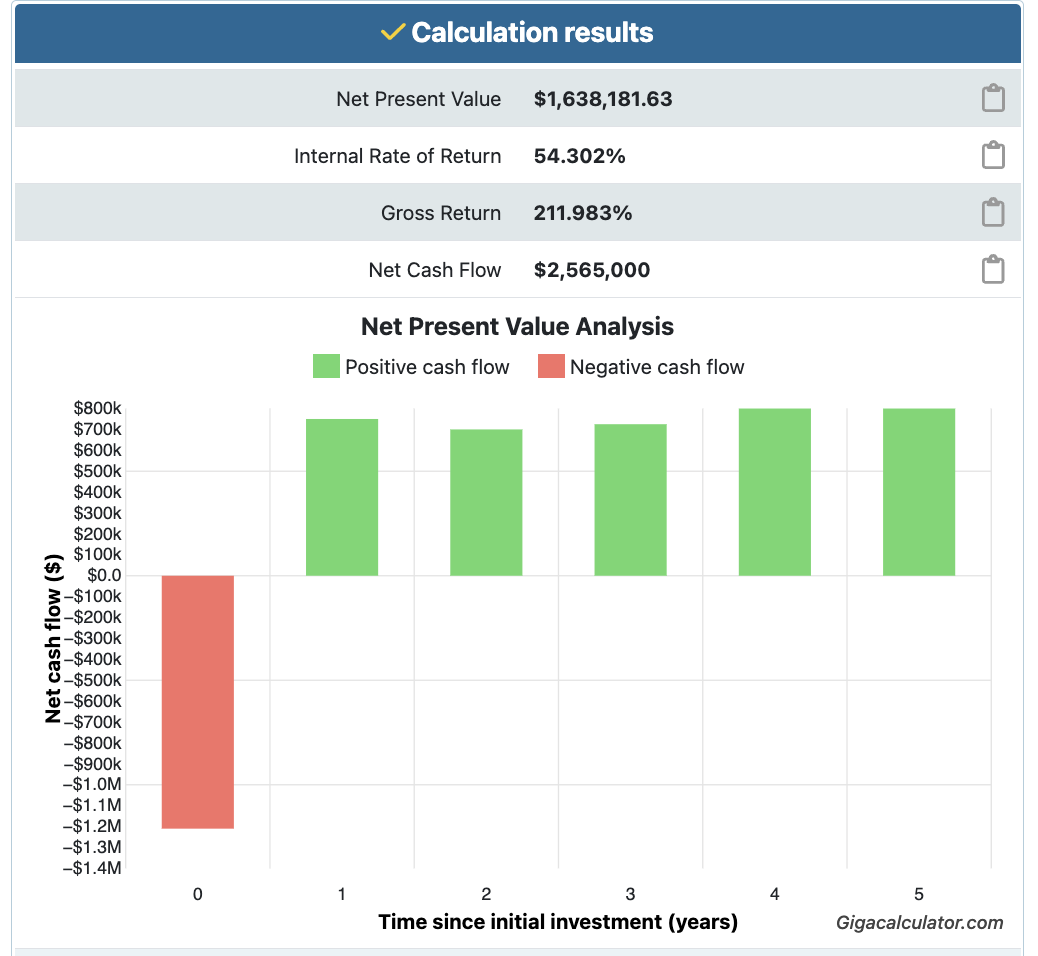 Calculation results
Net Present Value $1,638,181.63
Internal Rate of Return 54.302%
Gross Return 211.983%
Net Cash Flow $2,565,000
Net Present Value Analysis
Positive cash flow Negative cash flow
Net cash flow ($)
$800k
$700k
$600k
$500k
$400k
$300k
$200k
$100k
$0.0
−$100k
−$200k
−$300k
−$400k
−$500k
−$600k
−$700k
−$800k
−$900k
−$1.0M
−$1.1M
−$1.2M
−$1.3M
−$1.4M
0 1 2 3 4 5
Time since initial investment (years)
Gigacalculator.com